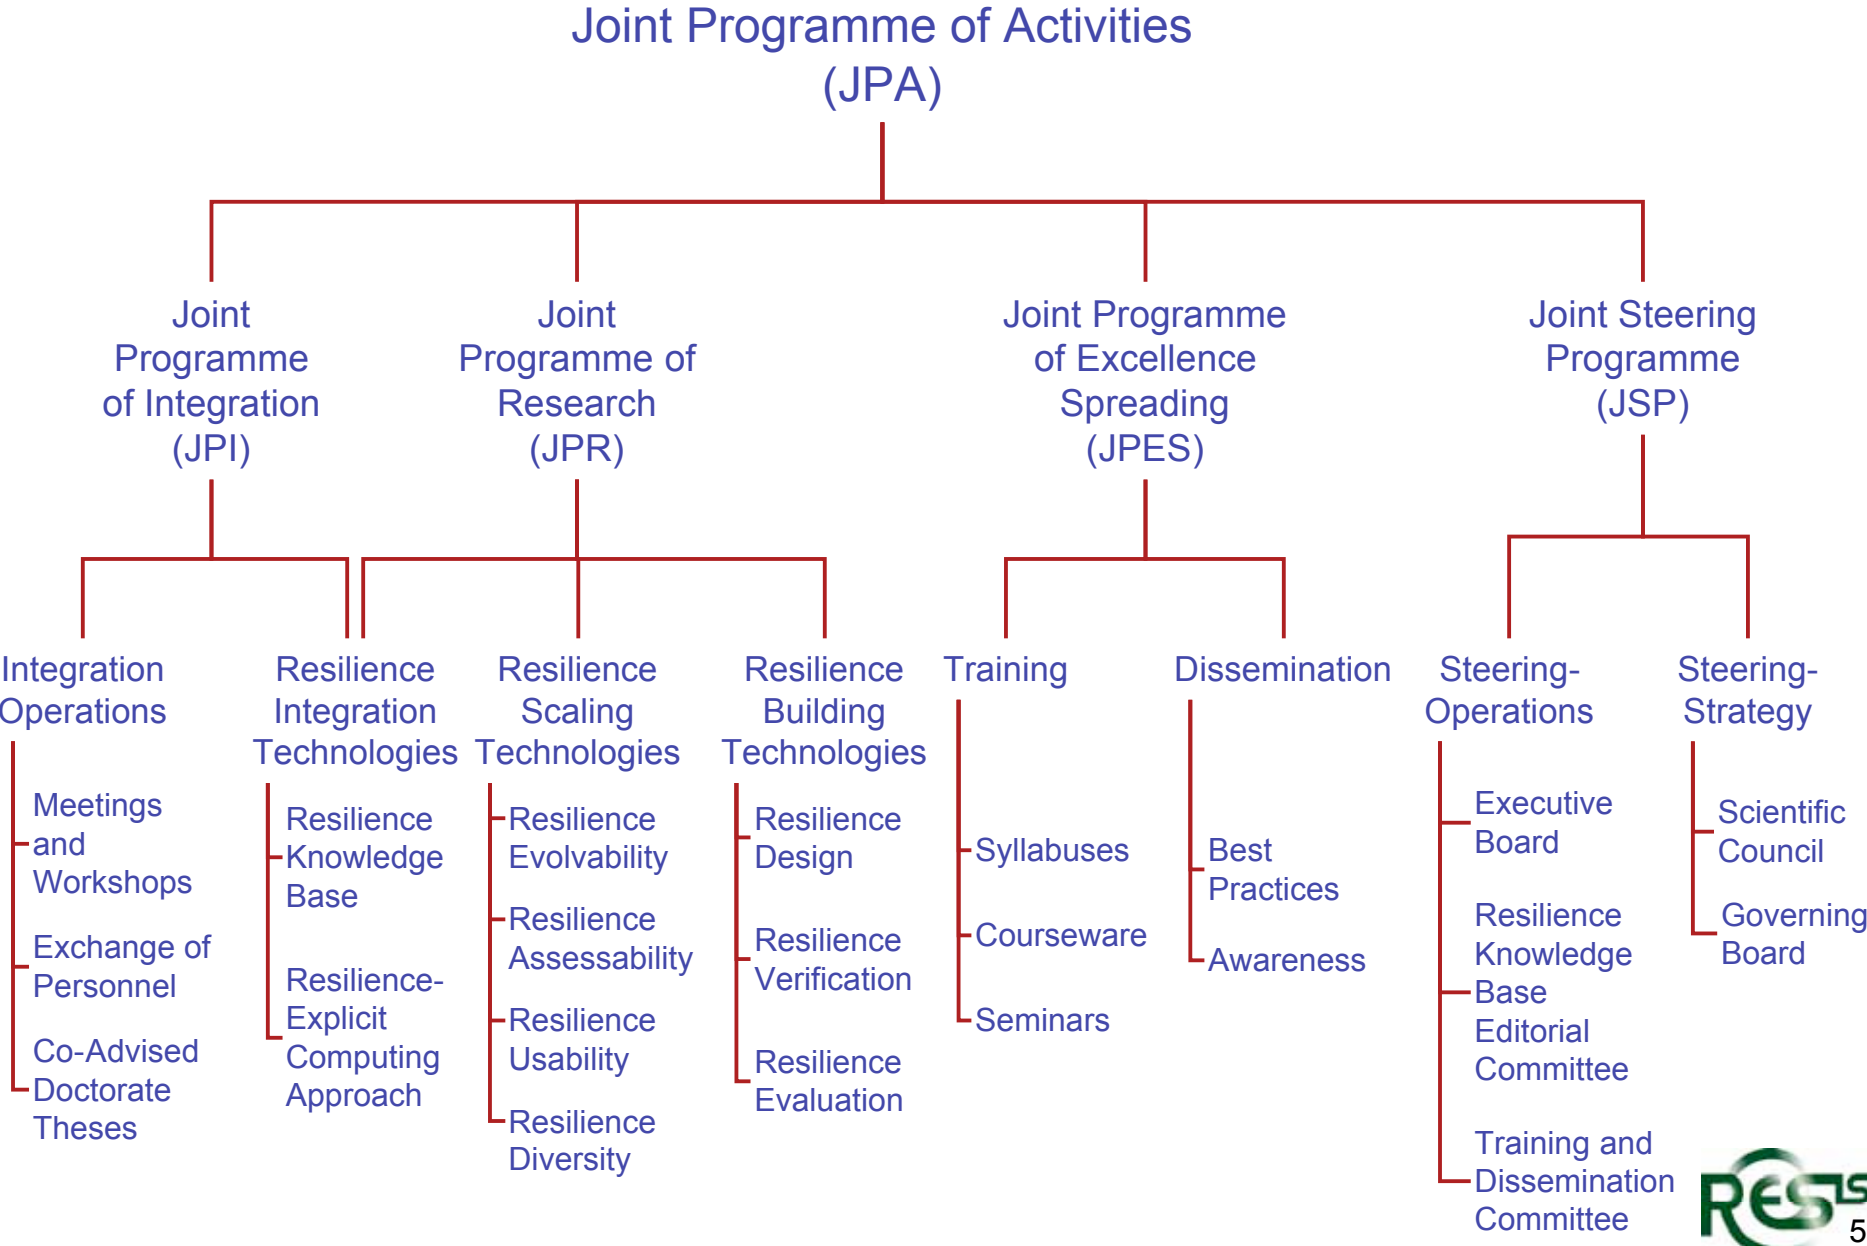 Joint Programme of Activities
(JPA)
Joint
Programme
of Integration
(JPI)
Joint
Programme of
Research
(JPR)
Joint Programme
of Excellence
Spreading
(JPES)
Joint Steering
Programme
(JSP)
Integration
Operations
Meetings
and
Workshops
Exchange of
Personnel
Co-Advised
Doctorate
Theses
Resilience
Integration
Technologies
Resilience
Knowledge
Base
Resilience-
Explicit
Computing
Approach
Resilience
Scaling
Technologies
Resilience
Evolvability
Resilience
Assessability
Resilience
Usability
Resilience
Diversity
Resilience
Building
Technologies
Resilience
Design
Resilience
Verification
Resilience
Evaluation
Training
Syllabuses
Courseware
Seminars
Dissemination
Best
Practices
Awareness
Steering-
Operations
Executive
Board
Resilience
Knowledge
Base
Editorial
Committee
Training and
Dissemination
Committee
Steering-
Strategy
Scientific
Council
Governing
Board
RESIS
5